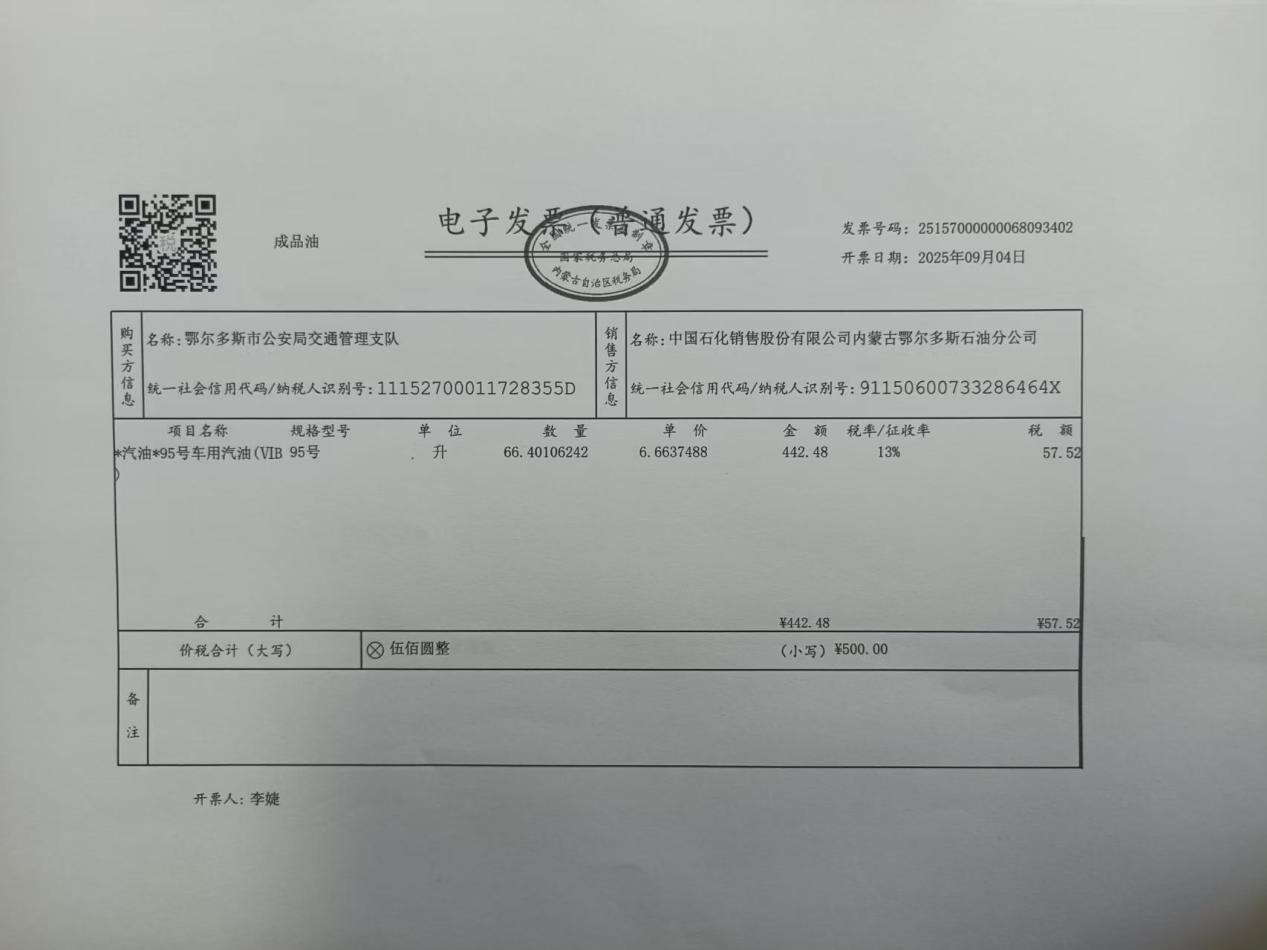 税
成品油
电子发票（普通发票）
全国统一发票监制章
国家税务总局
内蒙古自治区税务局
发票号码：25157000000068093402
开票日期：2025年09月04日
购买方信息
名称：鄂尔多斯市公安局交通管理支队
统一社会信用代码/纳税人识别号：11152700011728355D
销售方信息
名称：中国石化销售股份有限公司内蒙古鄂尔多斯石油分公司
统一社会信用代码/纳税人识别号：91150600733286464X
项目名称 规格型号 单 位 数 量 单 价 金 额 税率/征收率 税 额
*汽油*95号车用汽油(VIB 95号 升 66.40106242 6.6637488 442.48 13% 57.52
)
合 计 ¥442.48 ¥57.52
价税合计（大写） ⊗伍佰圆整 （小写）¥500.00
备注
开票人：李婕